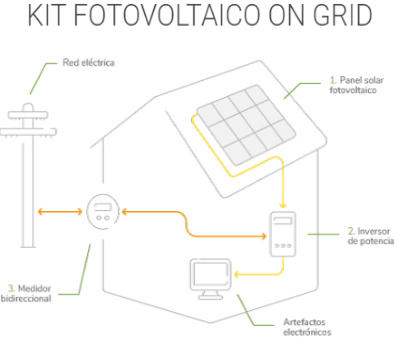 KIT FOTOVOLTAICO ON GRID
Red eléctrica
1. Panel solar
fotovoltaico
2. Inversor
de potencia
3. Medidor
bidireccional
Artefactos
electrónicos